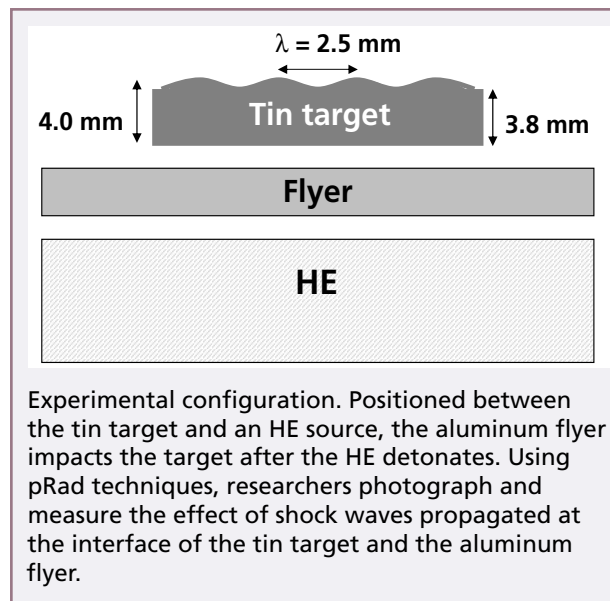 λ = 2.5 mm
4.0 mm
Tin target
3.8 mm
Flyer
HE
Experimental configuration. Positioned between
the tin target and an HE source, the aluminum flyer
impacts the target after the HE detonates. Using
pRad techniques, researchers photograph and
measure the effect of shock waves propagated at
the interface of the tin target and the aluminum
flyer.